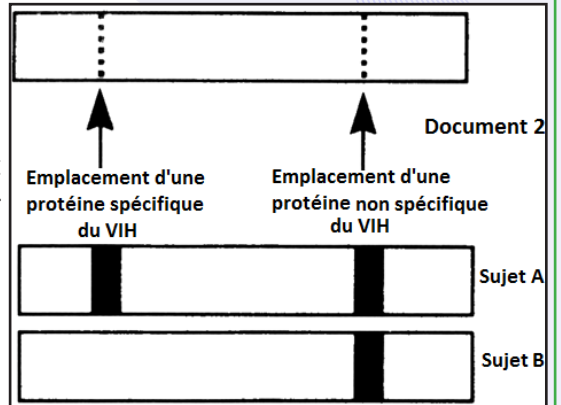 Document 2
Emplacement d'une
protéine spécifique
du VIH
Emplacement d'une
protéine non spécifique
du VIH
Sujet A
Sujet B